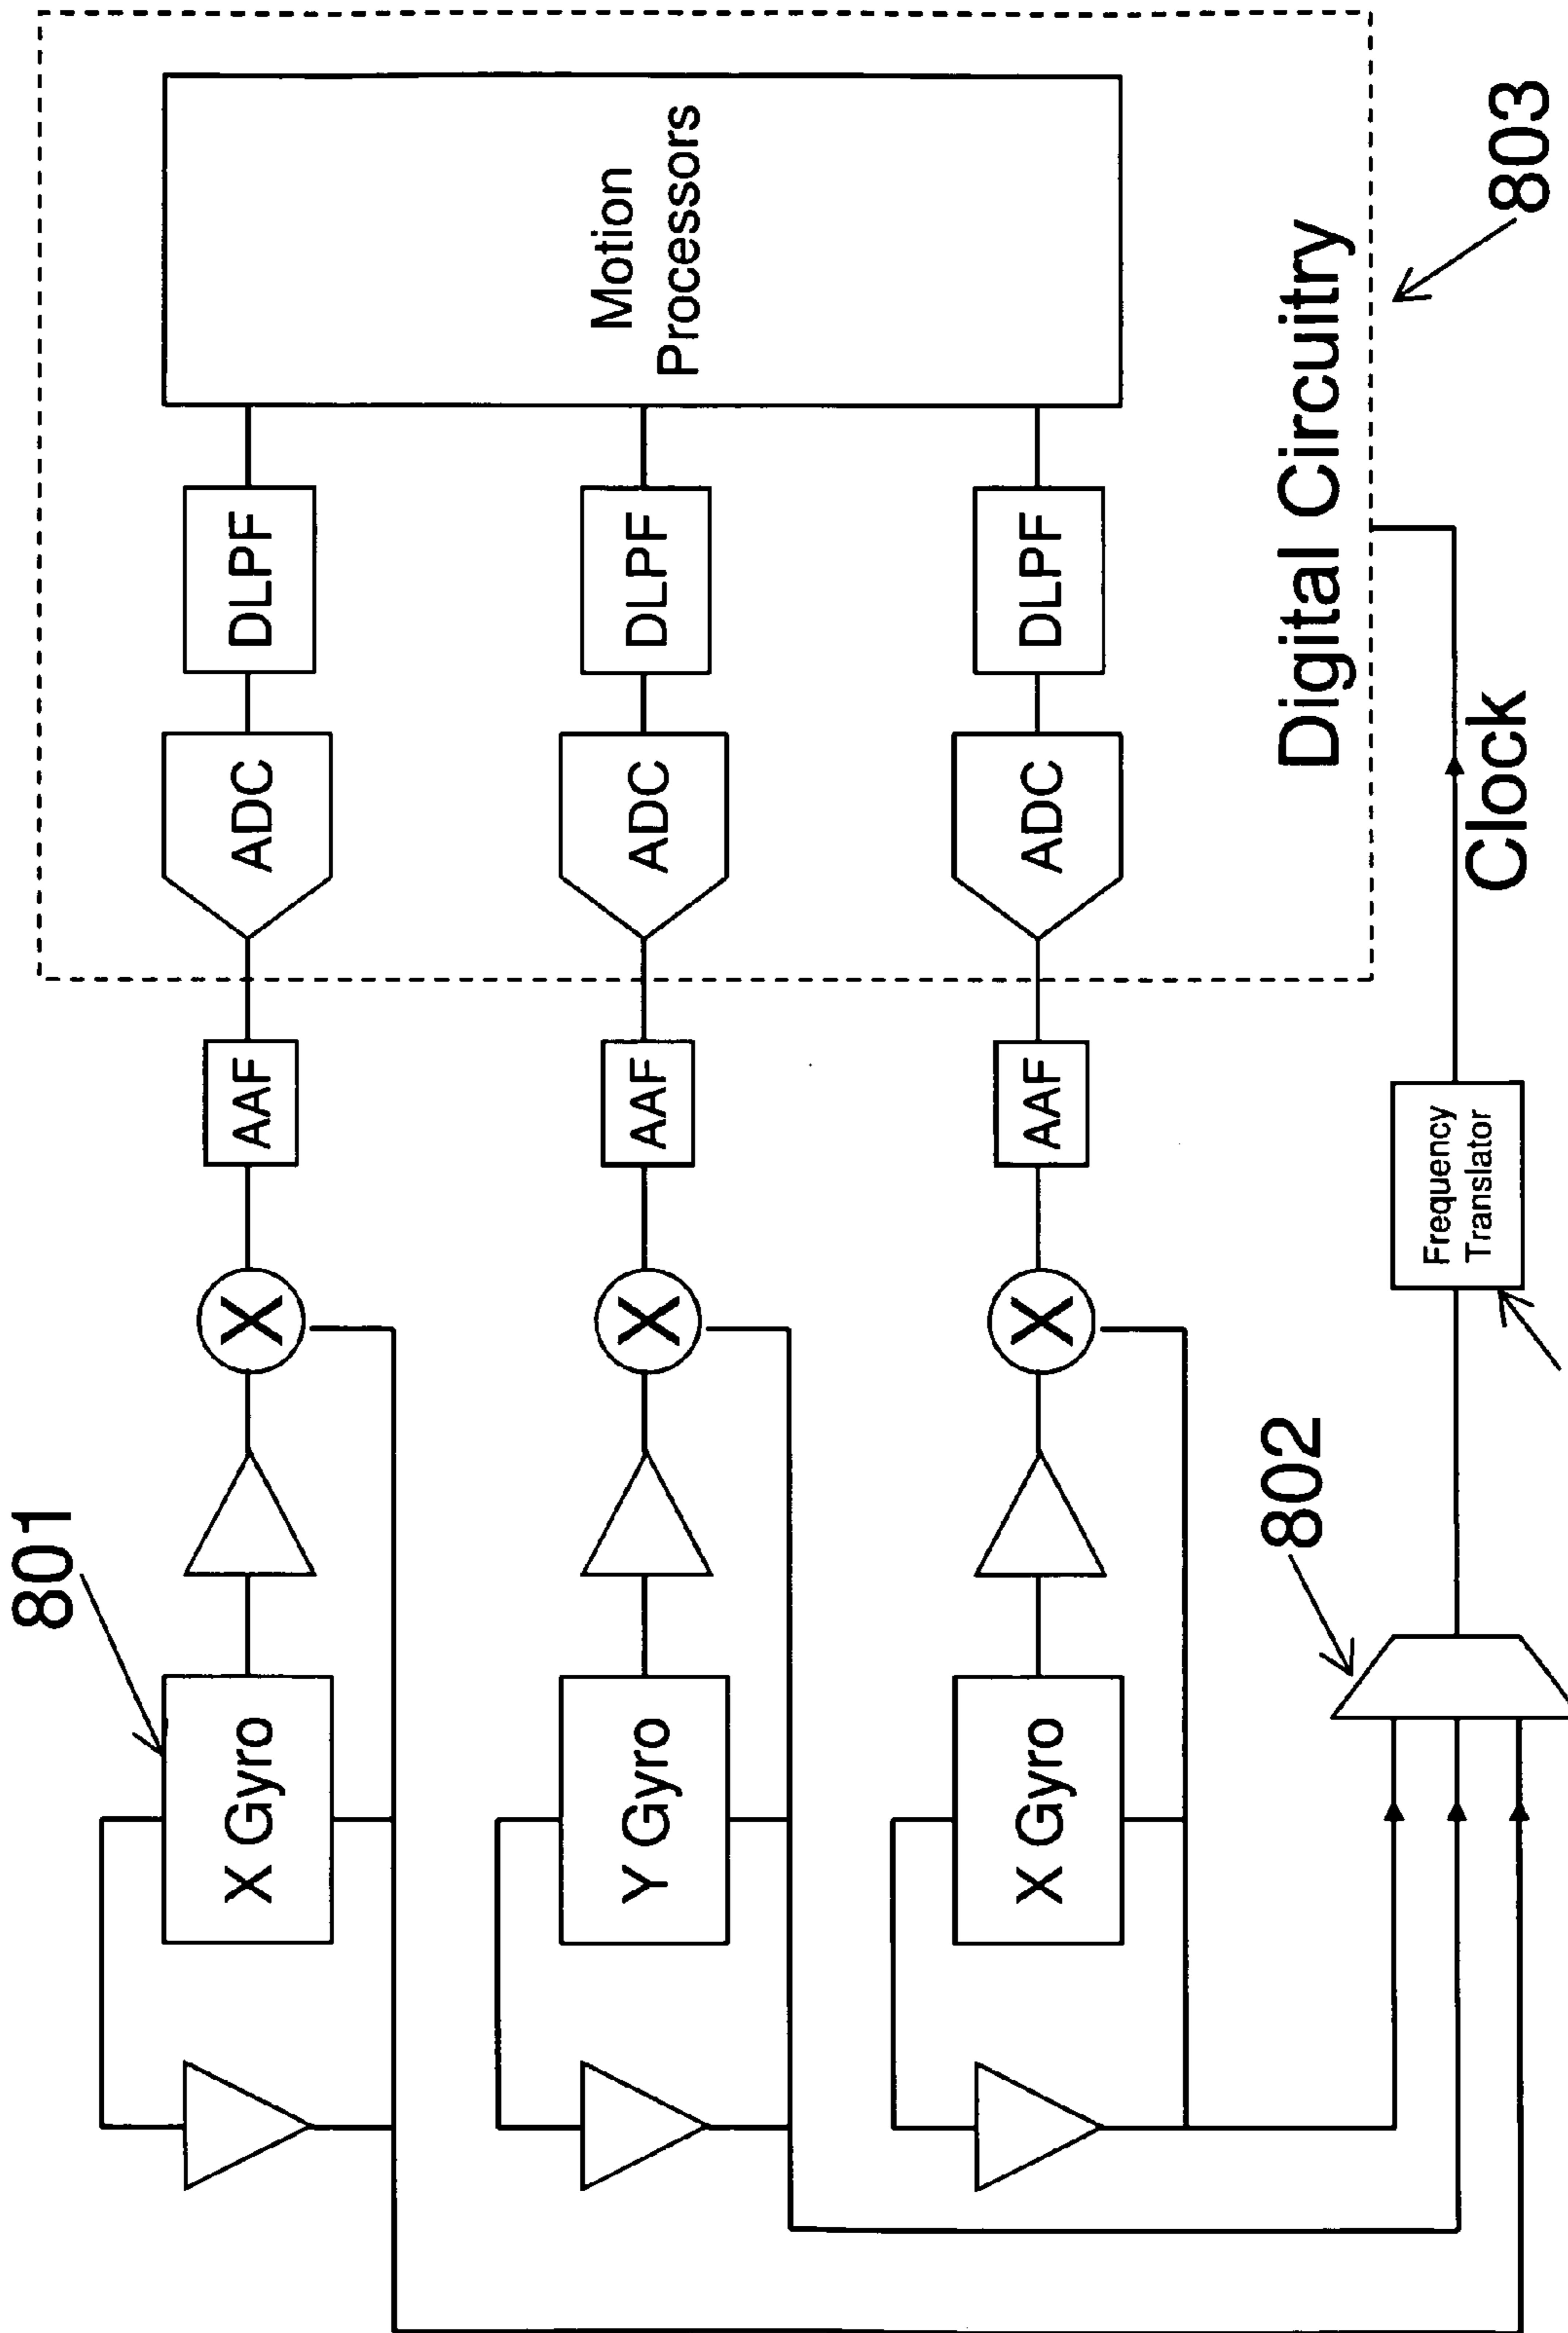 801
X Gyro
X
AAF
ADC
DLPF
Y Gyro
X
AAF
ADC
DLPF
X Gyro
X
AAF
ADC
DLPF
Motion
Processors
Digital Circuitry
802
Frequency
Translator
Clock
803